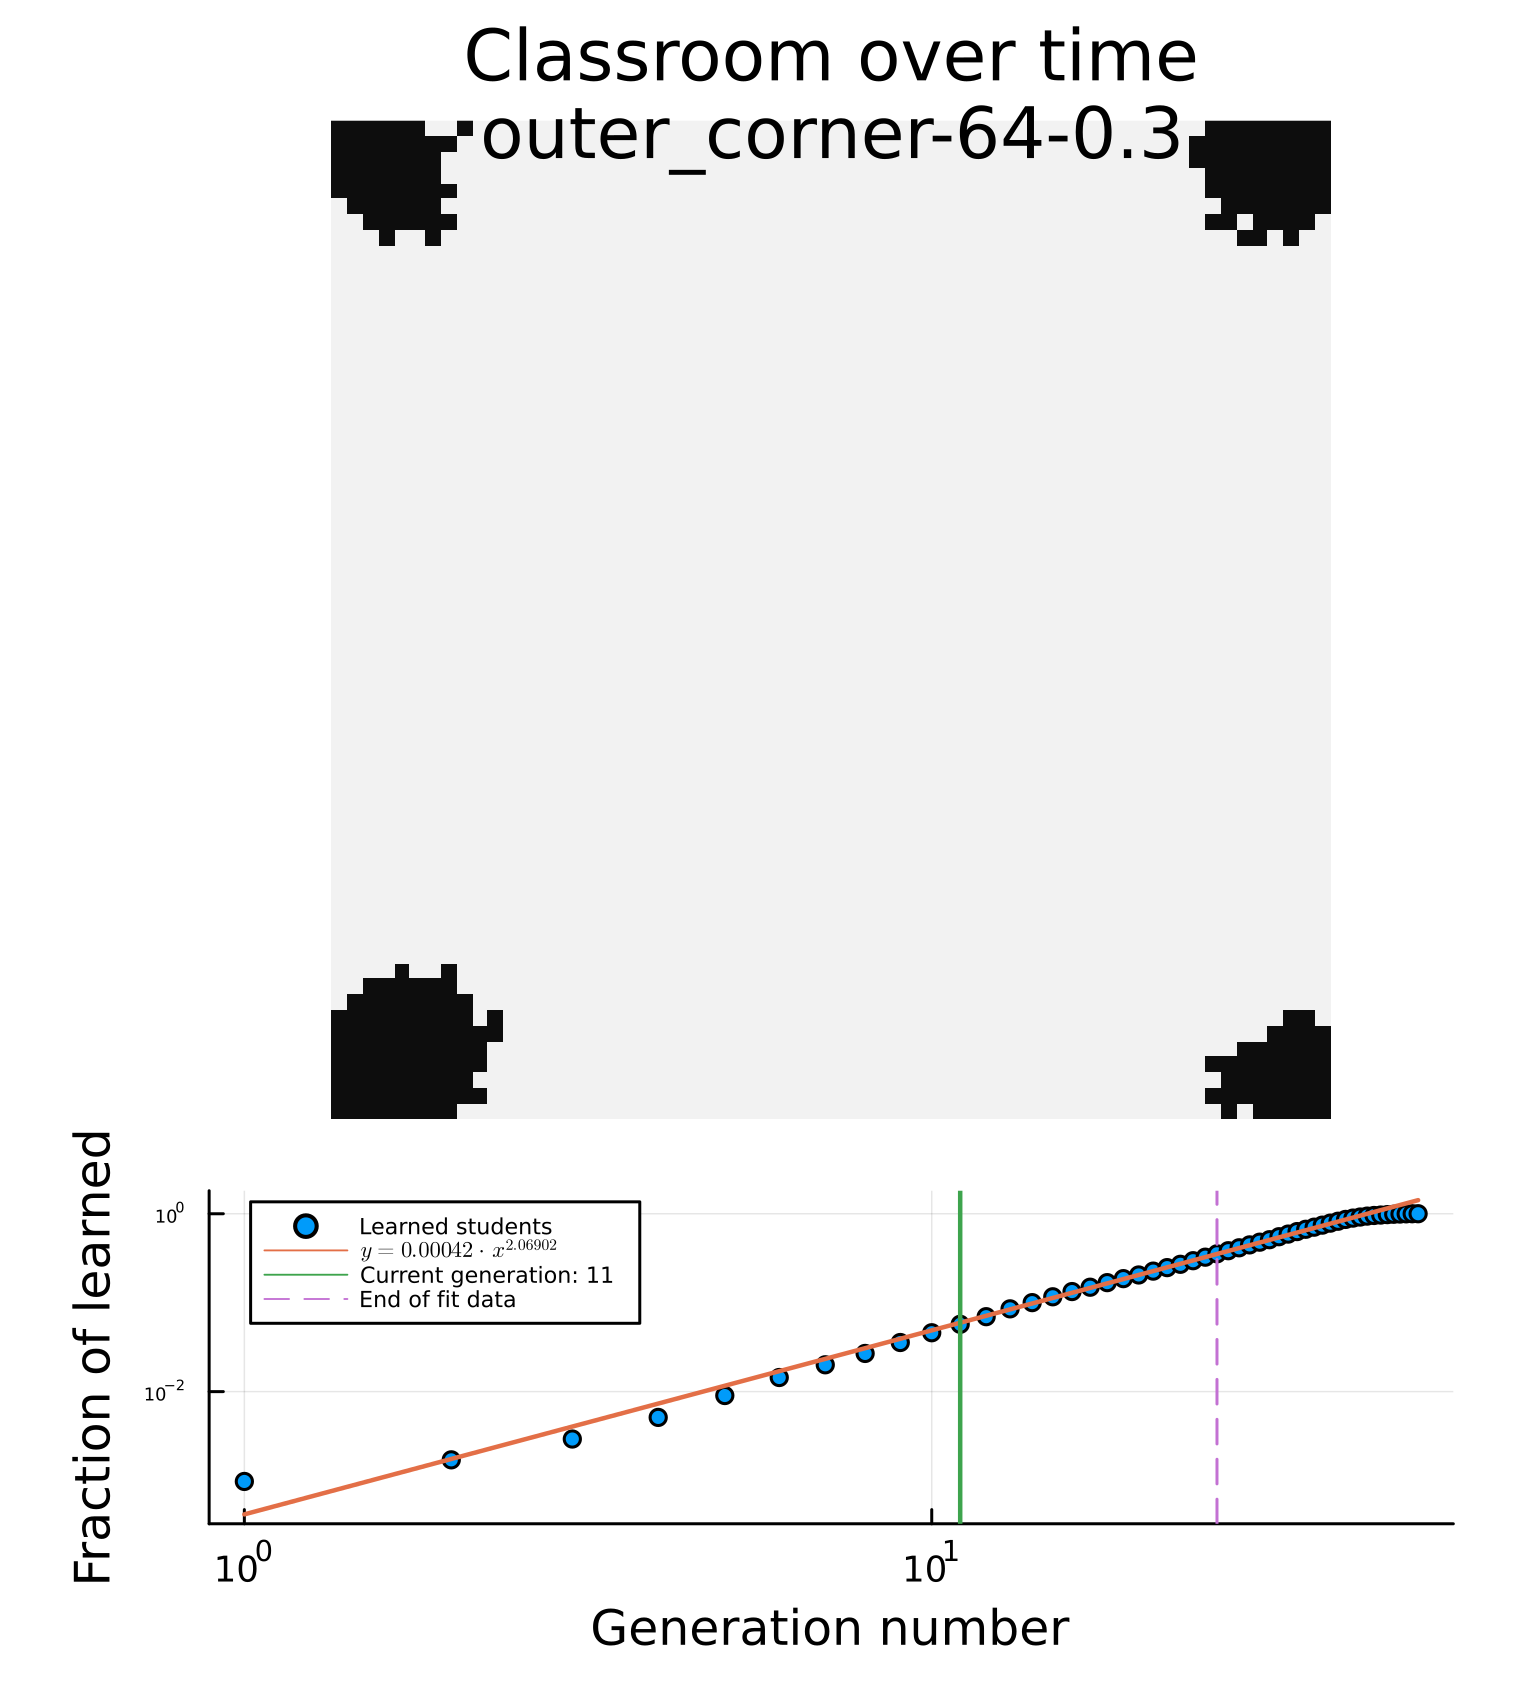 Classroom over time
outer_corner-64-0.3
Fraction of learned
10^0
10^-2
Learned students
y = 0.00042 · x^2.06902
Current generation: 11
End of fit data
10^0
10^1
Generation number